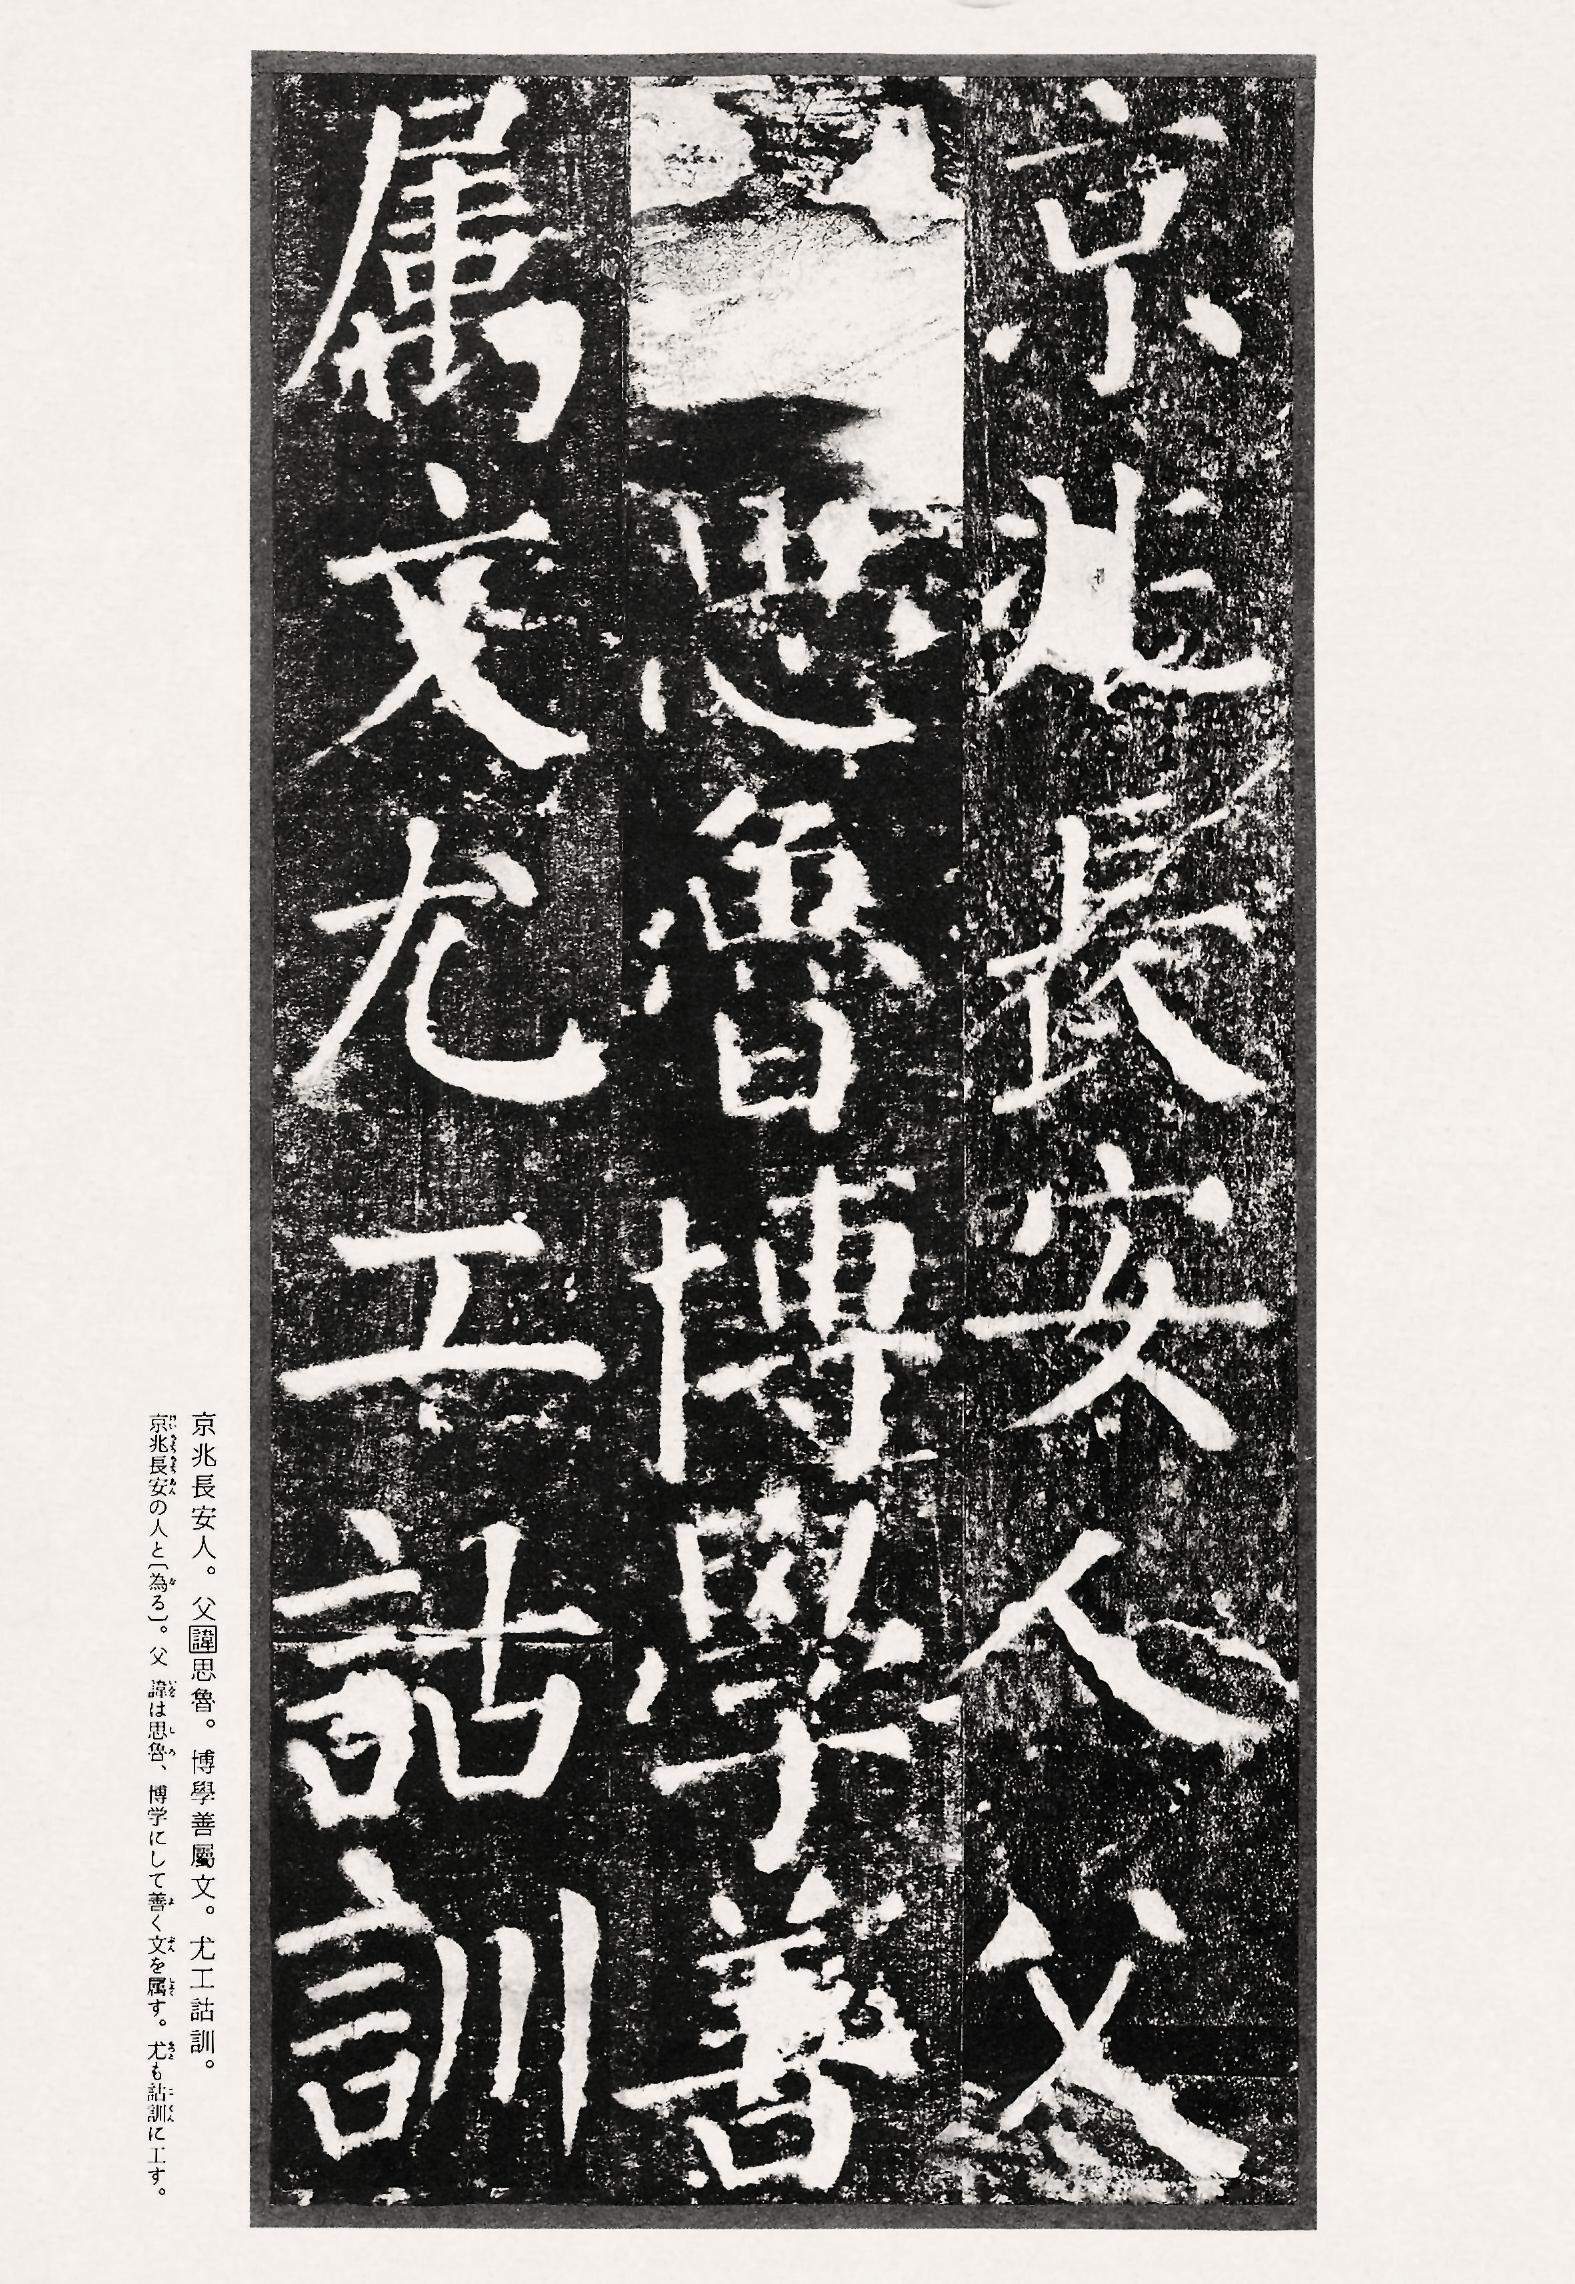 京兆長安人父
思魯博學善
属文尤工詁訓
京兆長安人。父諱思魯。博學善屬文。尤工詁訓。
京兆長安の人と〔為る〕。父 諱は思魯、博学にして善く文を属す。尤も詁訓に工す。